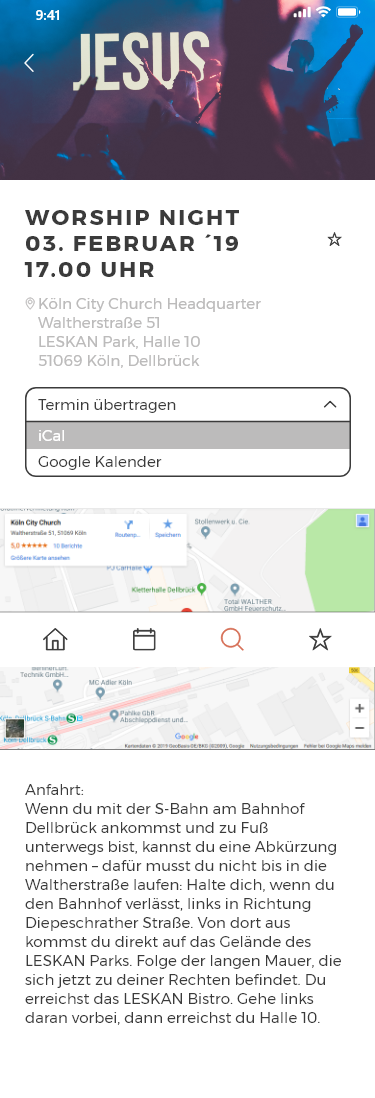 9:41
JESUS
WORSHIP NIGHT
03. FEBRUAR ´19
17.00 UHR
Köln City Church Headquarter
Waltherstraße 51
LESKAN Park, Halle 10
51069 Köln, Dellbrück
Termin übertragen
iCal
Google Kalender
Köln City Church
Waltherstraße 51, 51069 Köln
5,0 ★★★★★ 10 Berichte
Größere Karte ansehen
Routenp...
Speichern
Stollenwerk u. Cie.
PJ CarHalle
Kletterhalle Dellbrück
Total WALTHER
GmbH Feuerschutz...
Technik GmbH...
MC Adler Köln
Pahlke GbR
Abschleppdienst und...
Köln-Dellbrück S-Bahn
Köln Dellbrück
Google
+
−
Kartendaten © 2019 GeoBasis-DE/BKG (©2009), Google
Nutzungsbedingungen
Fehler bei Google Maps melden
Anfahrt:
Wenn du mit der S-Bahn am Bahnhof
Dellbrück ankommst und zu Fuß
unterwegs bist, kannst du eine Abkürzung
nehmen – dafür musst du nicht bis in die
Waltherstraße laufen: Halte dich, wenn du
den Bahnhof verlässt, links in Richtung
Diepeschrather Straße. Von dort aus
kommst du direkt auf das Gelände des
LESKAN Parks. Folge der langen Mauer, die
sich jetzt zu deiner Rechten befindet. Du
erreichst das LESKAN Bistro. Gehe links
daran vorbei, dann erreichst du Halle 10.